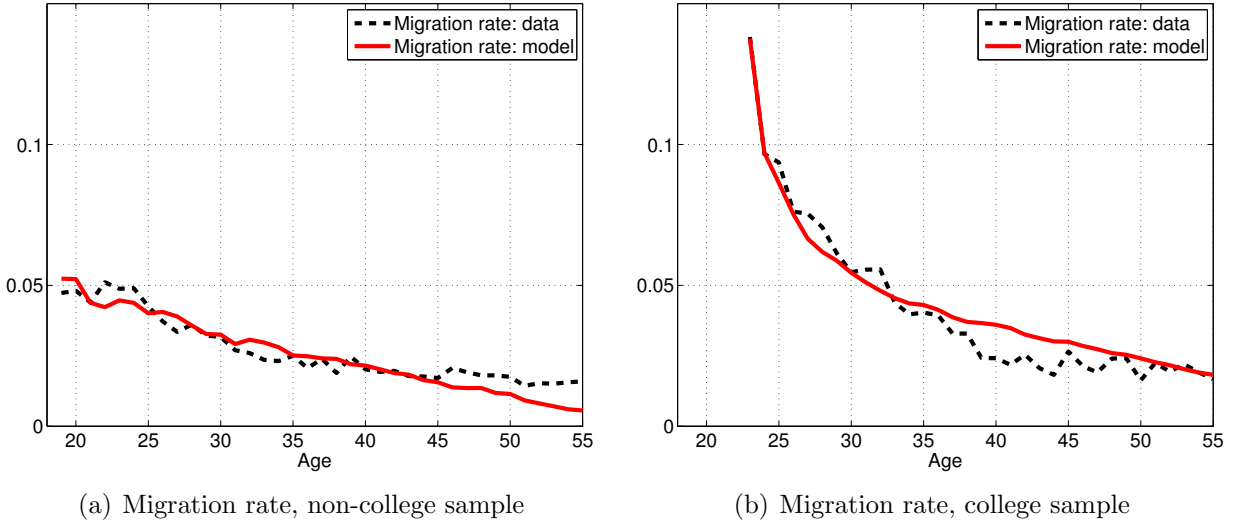 Migration rate: data
Migration rate: model
0.1
0.05
0
20 25 30 35 40 45 50 55
Age
(a) Migration rate, non-college sample
Migration rate: data
Migration rate: model
0.1
0.05
0
20 25 30 35 40 45 50 55
Age
(b) Migration rate, college sample